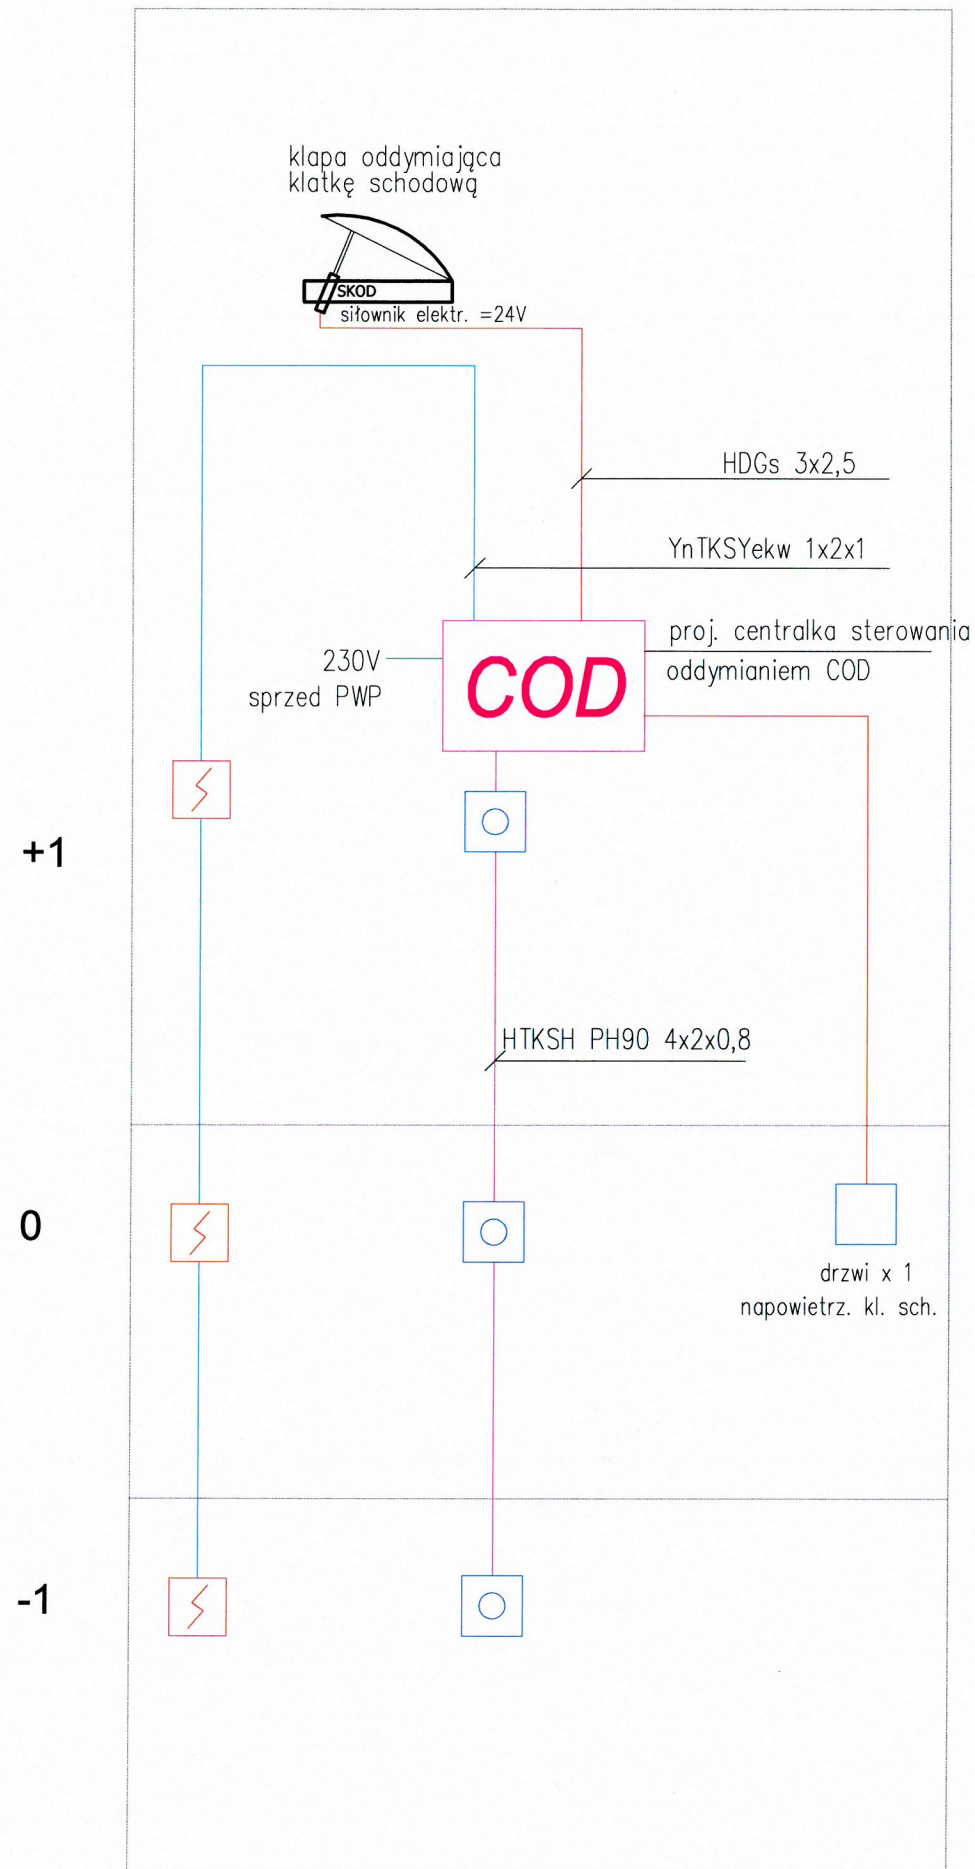 klapa oddymiająca
klatkę schodową
SKOD
siłownik elektr. =24V
HDGs 3x2,5
YnTKSYekw 1x2x1
proj. centralka sterowania
oddymianiem COD
230V
sprzed PWP
COD
+1
HTKSH PH90 4x2x0,8
0
drzwi x 1
napowietrz. kl. sch.
-1